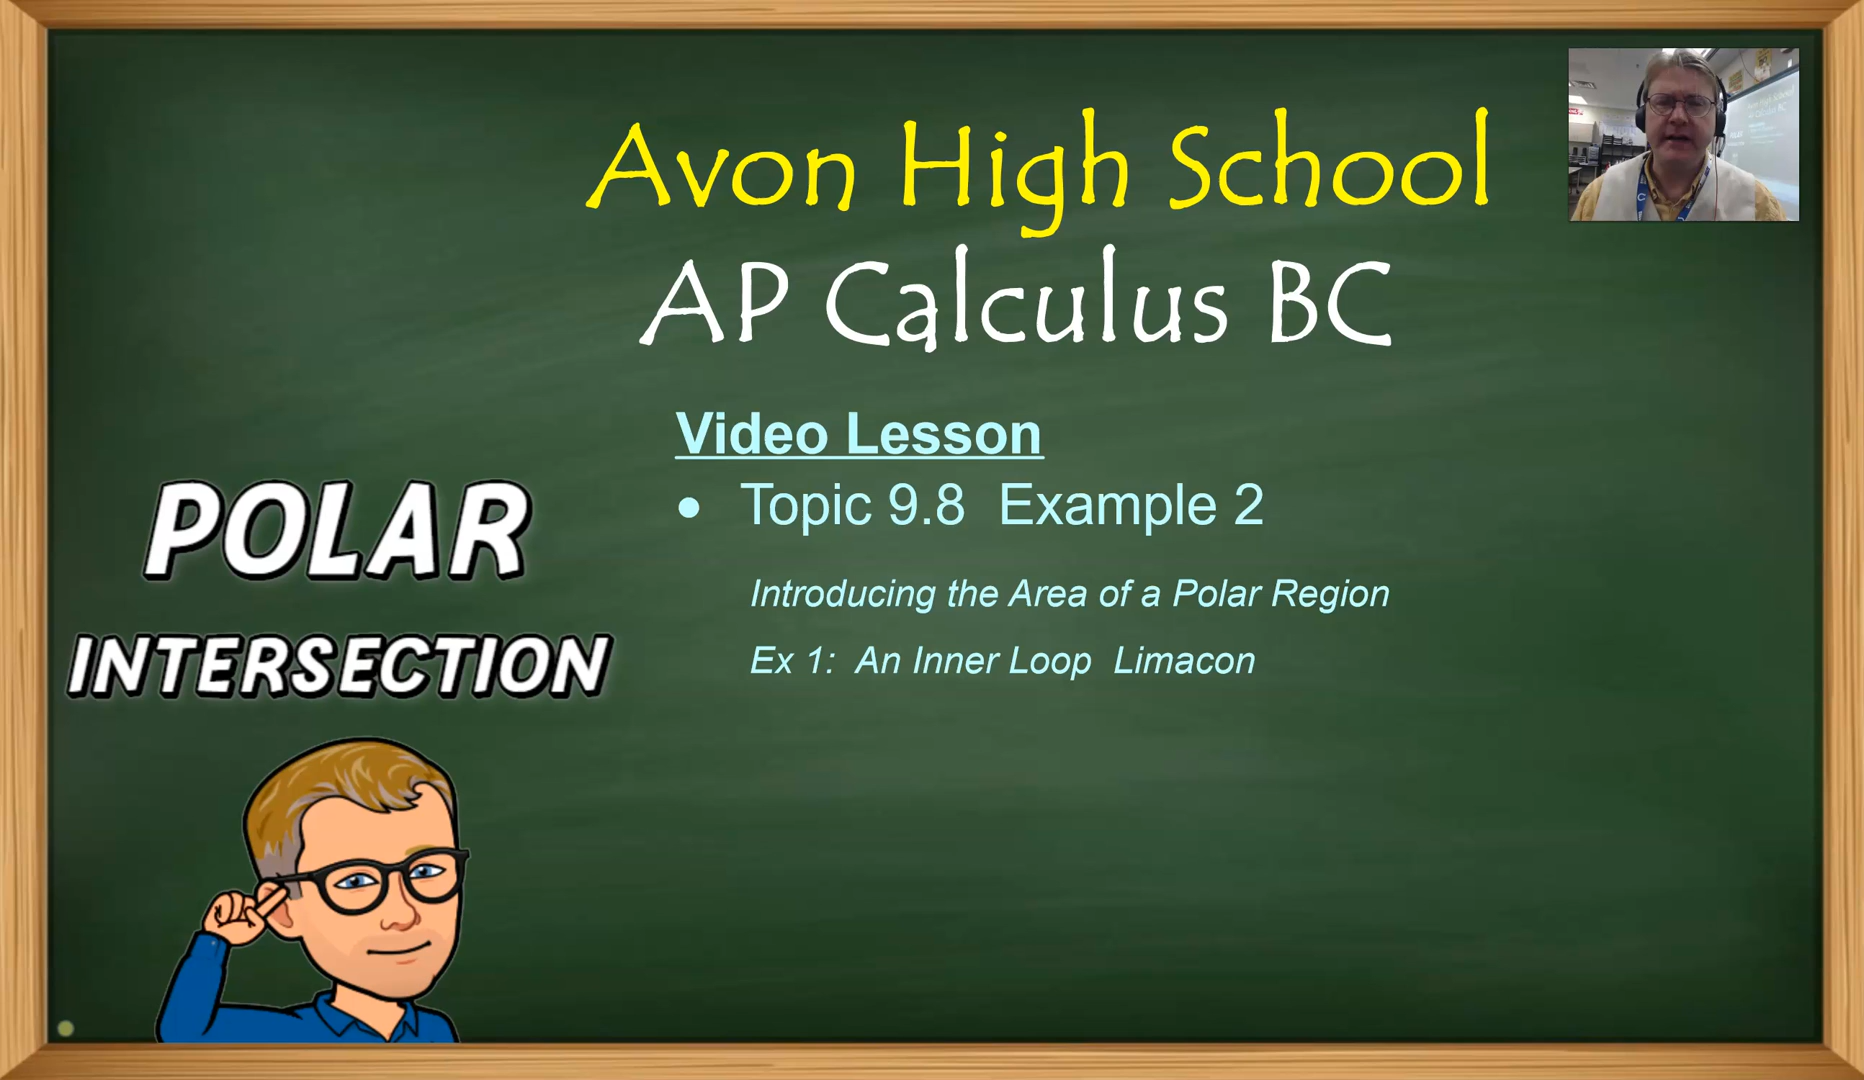 Avon High School
AP Calculus BC
Video Lesson
• Topic 9.8 Example 2
Introducing the Area of a Polar Region
Ex 1: An Inner Loop Limacon
POLAR
INTERSECTION